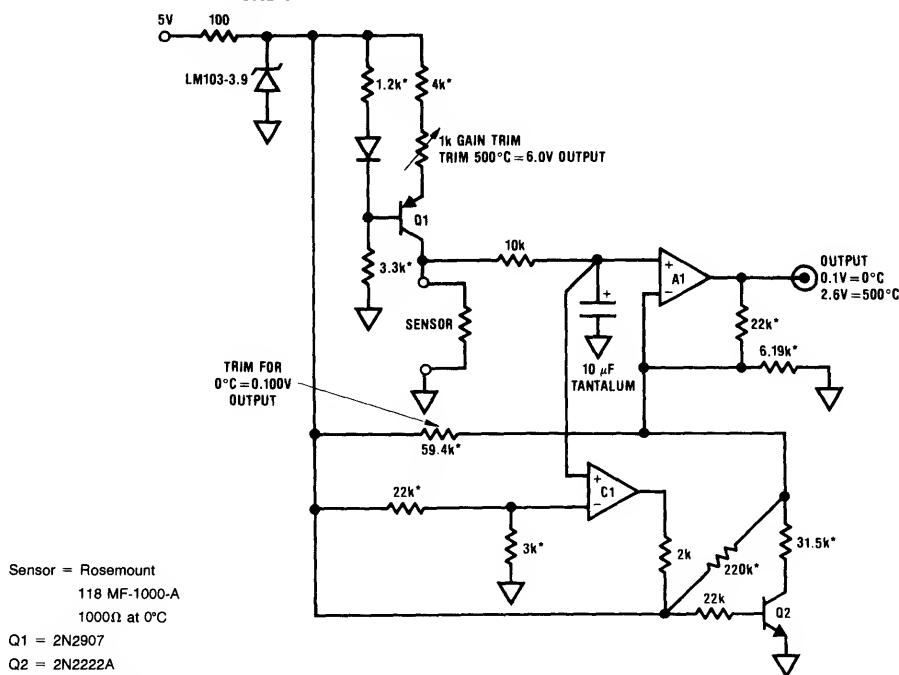 5V
100
LM103-3.9
1.2k*
4k*
1k GAIN TRIM
TRIM 500°C = 6.0V OUTPUT
Q1
3.3k*
10k
+
A1
−
OUTPUT
0.1V = 0°C
2.6V = 500°C
SENSOR
+
10 μF
TANTALUM
22k*
6.19k*
TRIM FOR
0°C = 0.100V
OUTPUT
59.4k*
22k*
+
C1
−
3k*
2k
220k*
31.5k*
22k
Q2
Sensor = Rosemount
118 MF-1000-A
1000Ω at 0°C
Q1 = 2N2907
Q2 = 2N2222A